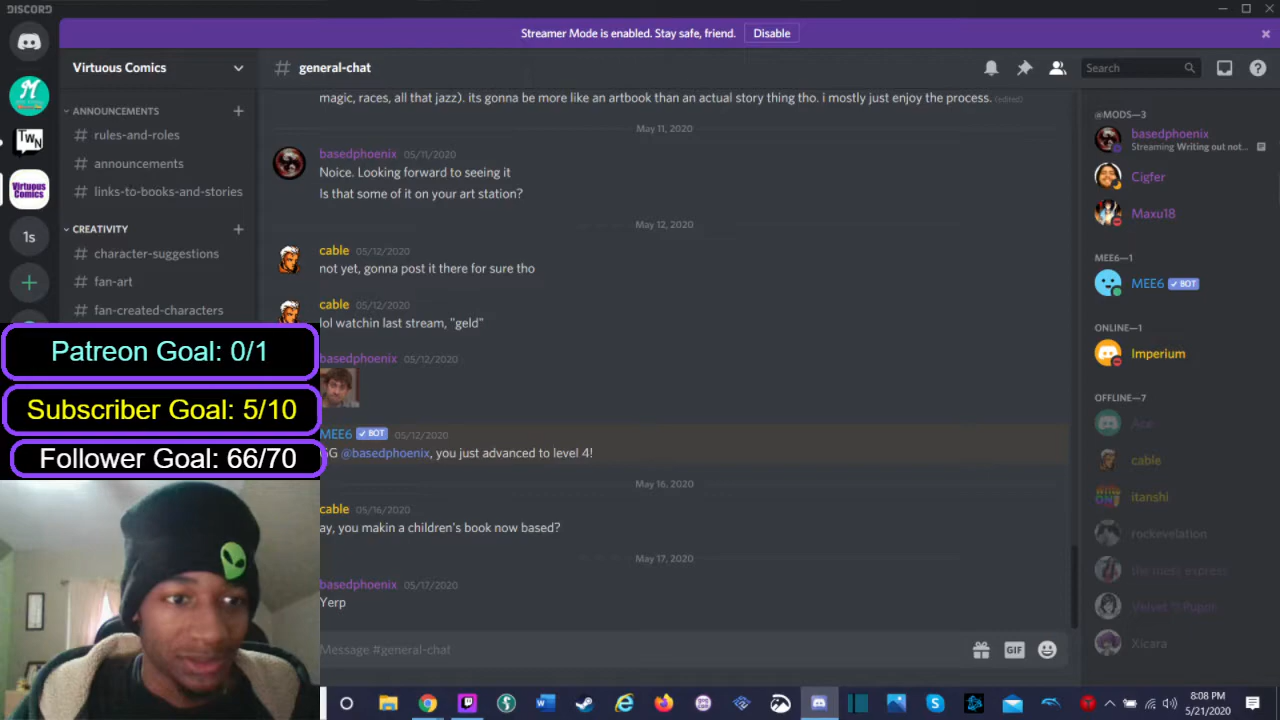 DISCORD
Streamer Mode is enabled. Stay safe, friend.
Disable
Virtuous Comics
general-chat
Search
ANNOUNCEMENTS
rules-and-roles
announcements
links-to-books-and-stories
CREATIVITY
character-suggestions
fan-art
fan-created-characters
TWN
Virtuous
Comics
1s
magic, races, all that jazz). its gonna be more like an artbook than an actual story thing tho. i mostly just enjoy the process. (edited)
May 11, 2020
basedphoenix 05/11/2020
Noice. Looking forward to seeing it
Is that some of it on your art station?
May 12, 2020
cable 05/12/2020
not yet, gonna post it there for sure tho
cable 05/12/2020
lol watchin last stream, "geld"
basedphoenix 05/12/2020
MEE6 BOT 05/12/2020
GG @basedphoenix, you just advanced to level 4!
May 16, 2020
cable 05/16/2020
ay, you makin a children's book now based?
May 17, 2020
basedphoenix 05/17/2020
Yerp
Message #general-chat
GIF
@MODS—3
basedphoenix
Streaming Writing out not...
Cigfer
Maxu18
MEE6—1
MEE6 BOT
ONLINE—1
Imperium
OFFLINE—7
cable
itanshi
rockevelation
Xicara
Patreon Goal: 0/1
Subscriber Goal: 5/10
Follower Goal: 66/70
8:08 PM
5/21/2020